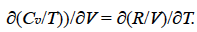 ∂(Cᵥ/T))/∂V = ∂(R/V)/∂T.